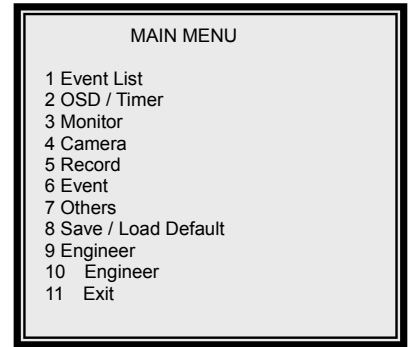 MAIN MENU
1 Event List
2 OSD / Timer
3 Monitor
4 Camera
5 Record
6 Event
7 Others
8 Save / Load Default
9 Engineer
10 Engineer
11 Exit